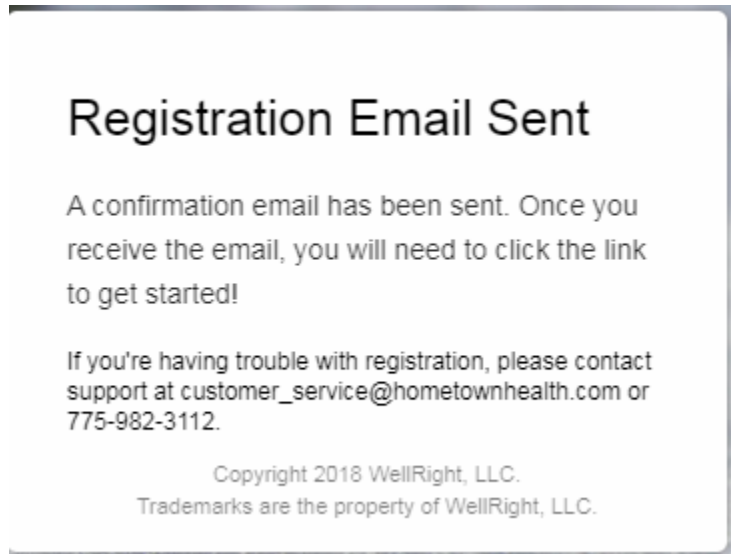 Registration Email Sent
A confirmation email has been sent. Once you
receive the email, you will need to click the link
to get started!
If you're having trouble with registration, please contact
support at customer_service@hometownhealth.com or
775-982-3112.
Copyright 2018 WellRight, LLC.
Trademarks are the property of WellRight, LLC.